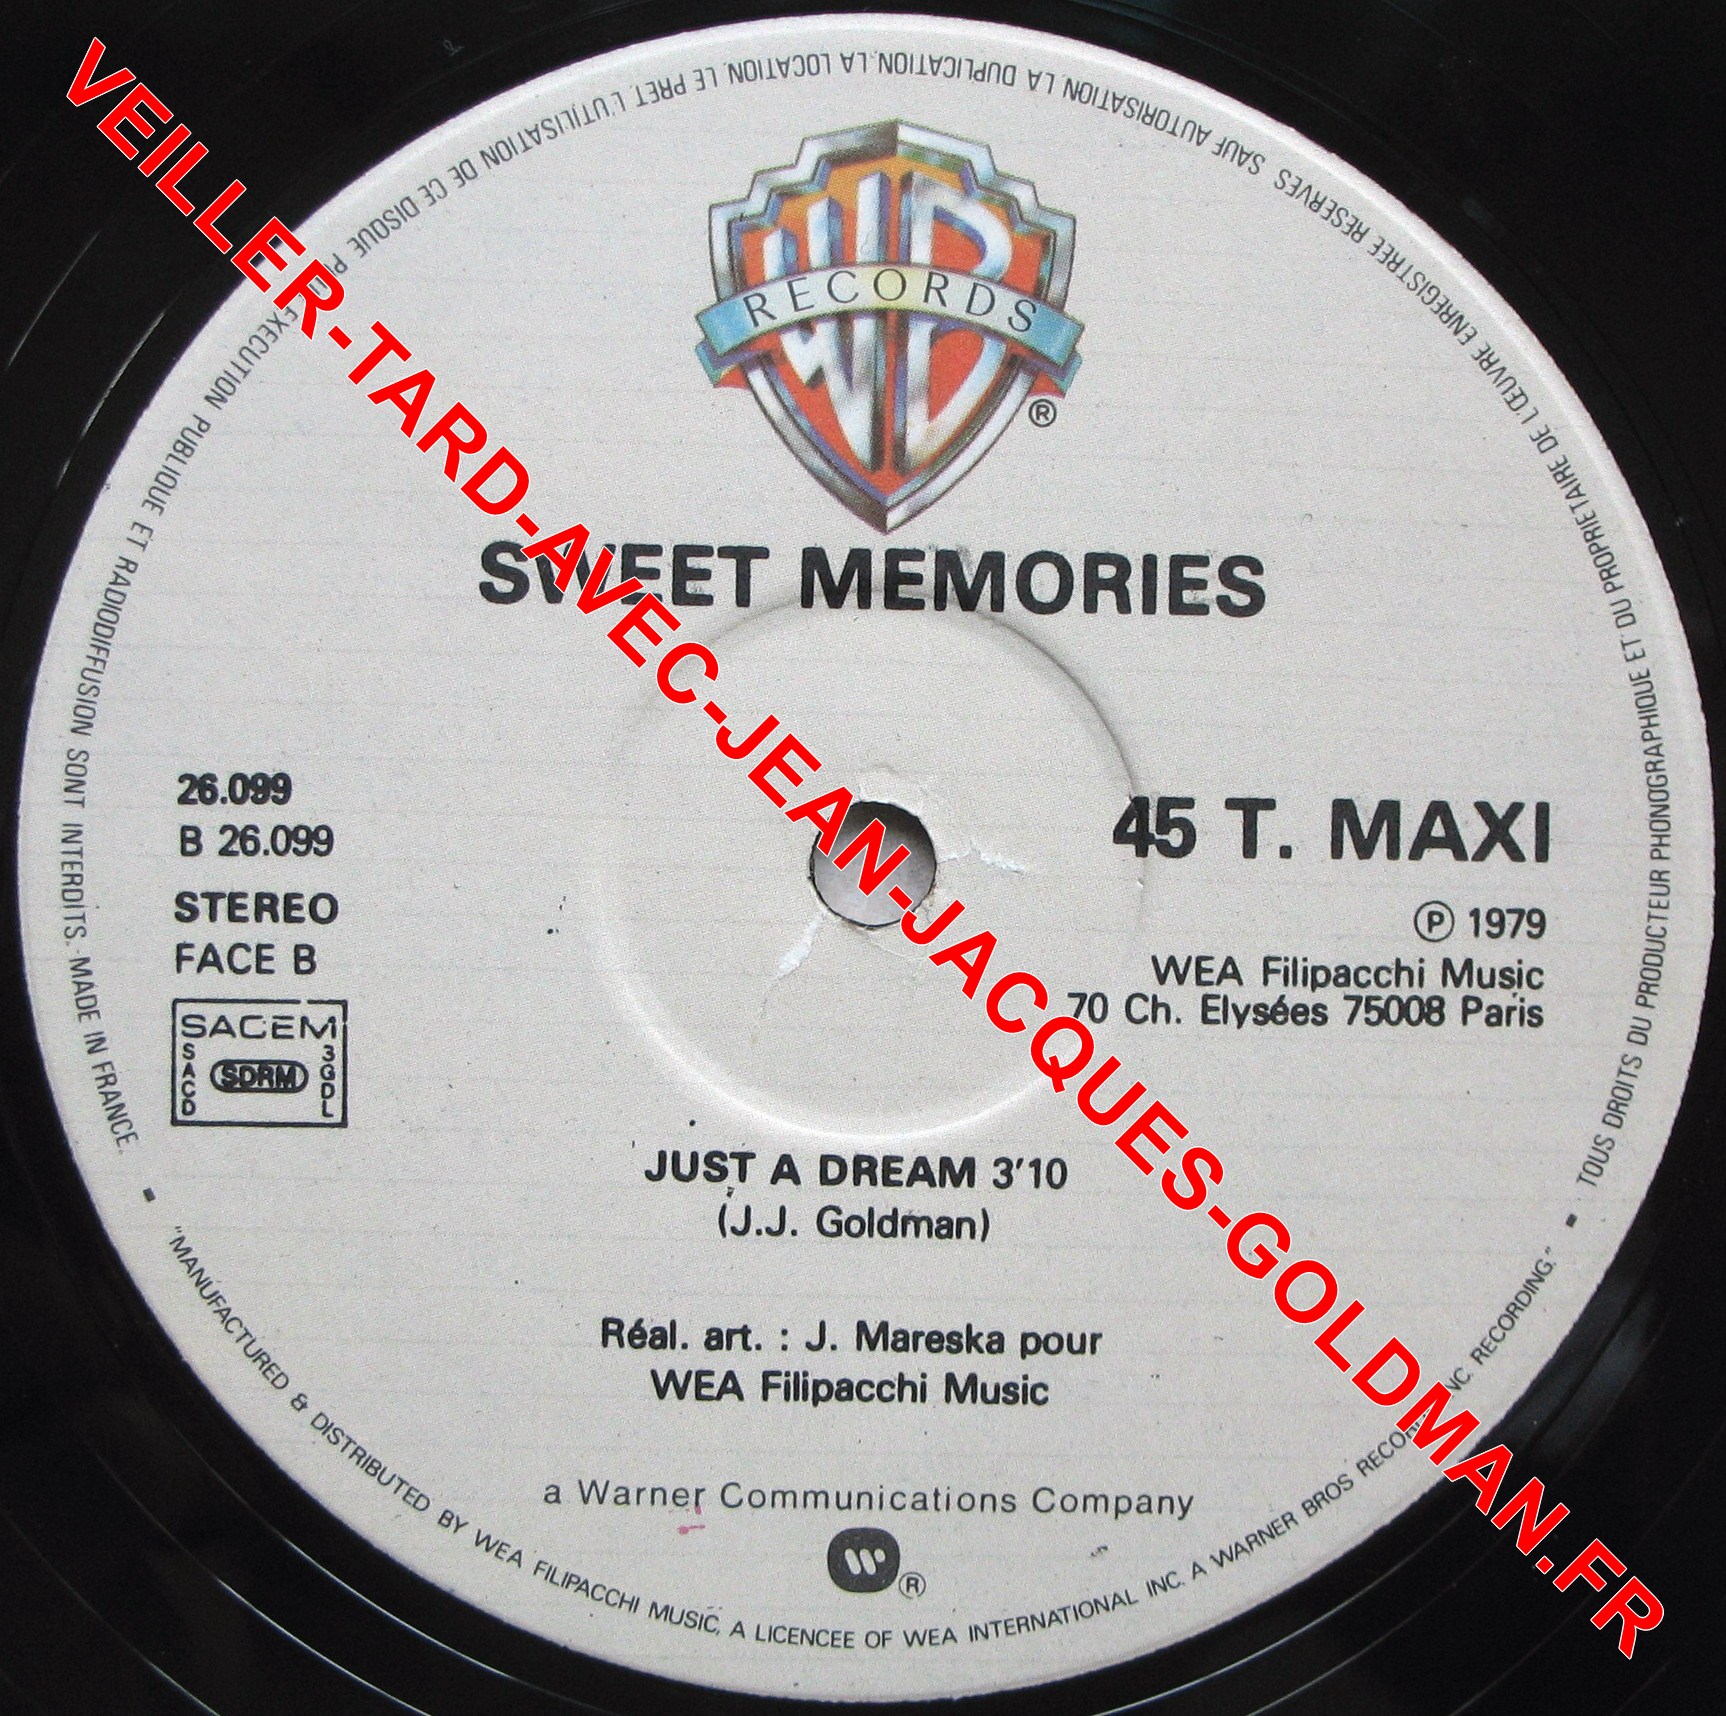 TOUS DROITS DU PRODUCTEUR PHONOGRAPHIQUE ET DU PROPRIETAIRE DE L'ŒUVRE ENREGISTREE RESERVES SAUF AUTORISATION LA DUPLICATION LA LOCATION LE PRET L'UTILISATION DE CE DISQUE EXECUTION PUBLIQUE ET RADIODIFFUSION SONT INTERDITS. MADE IN FRANCE.
WB
RECORDS
®
SWEET MEMORIES
26.099
B 26.099
STEREO
FACE B
SACEM
SACD
SDRM
SGDL
45 T. MAXI
℗ 1979
WEA Filipacchi Music
70 Ch. Elysées 75008 Paris
JUST A DREAM 3'10
(J.J. Goldman)
Réal. art. : J. Mareska pour
WEA Filipacchi Music
a Warner Communications Company
®
"MANUFACTURED & DISTRIBUTED BY WEA FILIPACCHI MUSIC, A LICENCEE OF WEA INTERNATIONAL INC. A WARNER BROS RECORDS INC. RECORDING."
VEILLER-TARD-AVEC-JEAN-JACQUES-GOLDMAN.FR